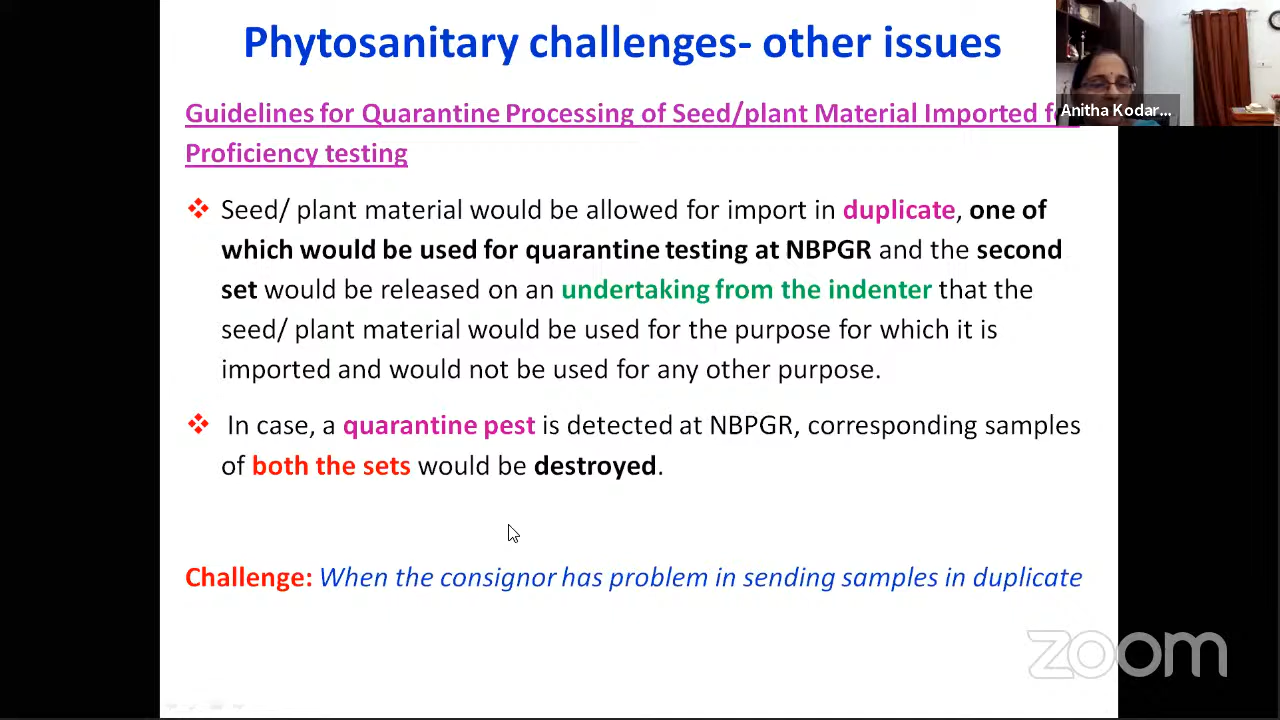 Phytosanitary challenges- other issues
Anitha Kodar...
Guidelines for Quarantine Processing of Seed/plant Material Imported
Proficiency testing
❖ Seed/ plant material would be allowed for import in duplicate, one of
which would be used for quarantine testing at NBPGR and the second
set would be released on an undertaking from the indenter that the
seed/ plant material would be used for the purpose for which it is
imported and would not be used for any other purpose.
❖ In case, a quarantine pest is detected at NBPGR, corresponding samples
of both the sets would be destroyed.
Challenge: When the consignor has problem in sending samples in duplicate
zoom